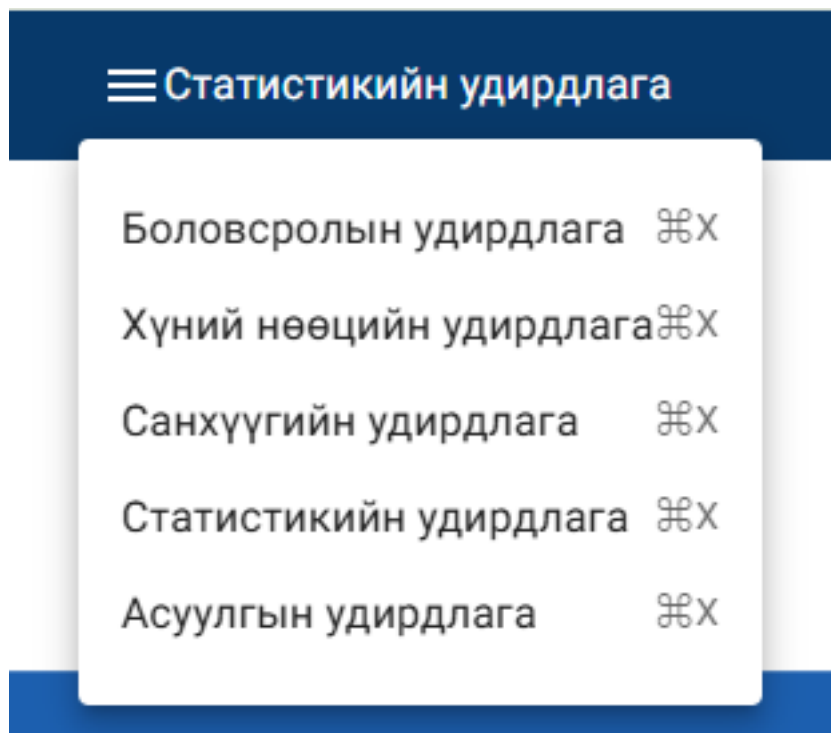 Статистикийн удирдлага
Боловсролын удирдлага ⌘X
Хүний нөөцийн удирдлага ⌘X
Санхүүгийн удирдлага ⌘X
Статистикийн удирдлага ⌘X
Асуулгын удирдлага ⌘X